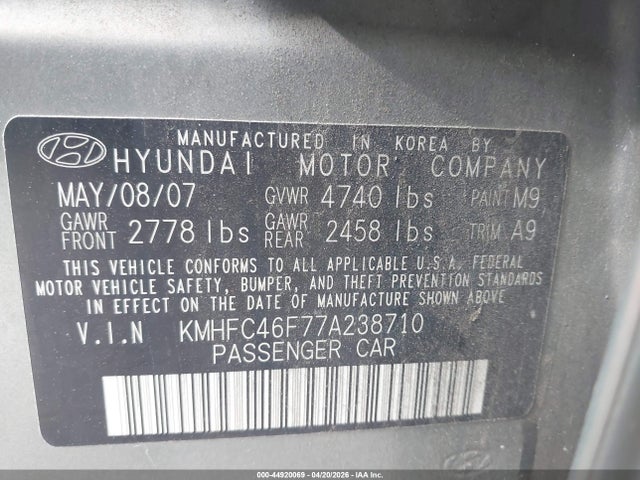 MANUFACTURED IN KOREA BY
HYUNDAI MOTOR COMPANY
MAY/08/07 GVWR 4740 lbs PAINT M9
GAWR FRONT 2778 lbs GAWR REAR 2458 lbs TRIM A9
THIS VEHICLE CONFORMS TO ALL APPLICABLE U.S.A. FEDERAL
MOTOR VEHICLE SAFETY, BUMPER, AND THEFT PREVENTION STANDARDS
IN EFFECT ON THE DATE OF MANUFACTURE SHOWN ABOVE
V.I.N KMHFC46F77A238710
PASSENGER CAR
000-44920069 - 04/20/2026 - IAA Inc.